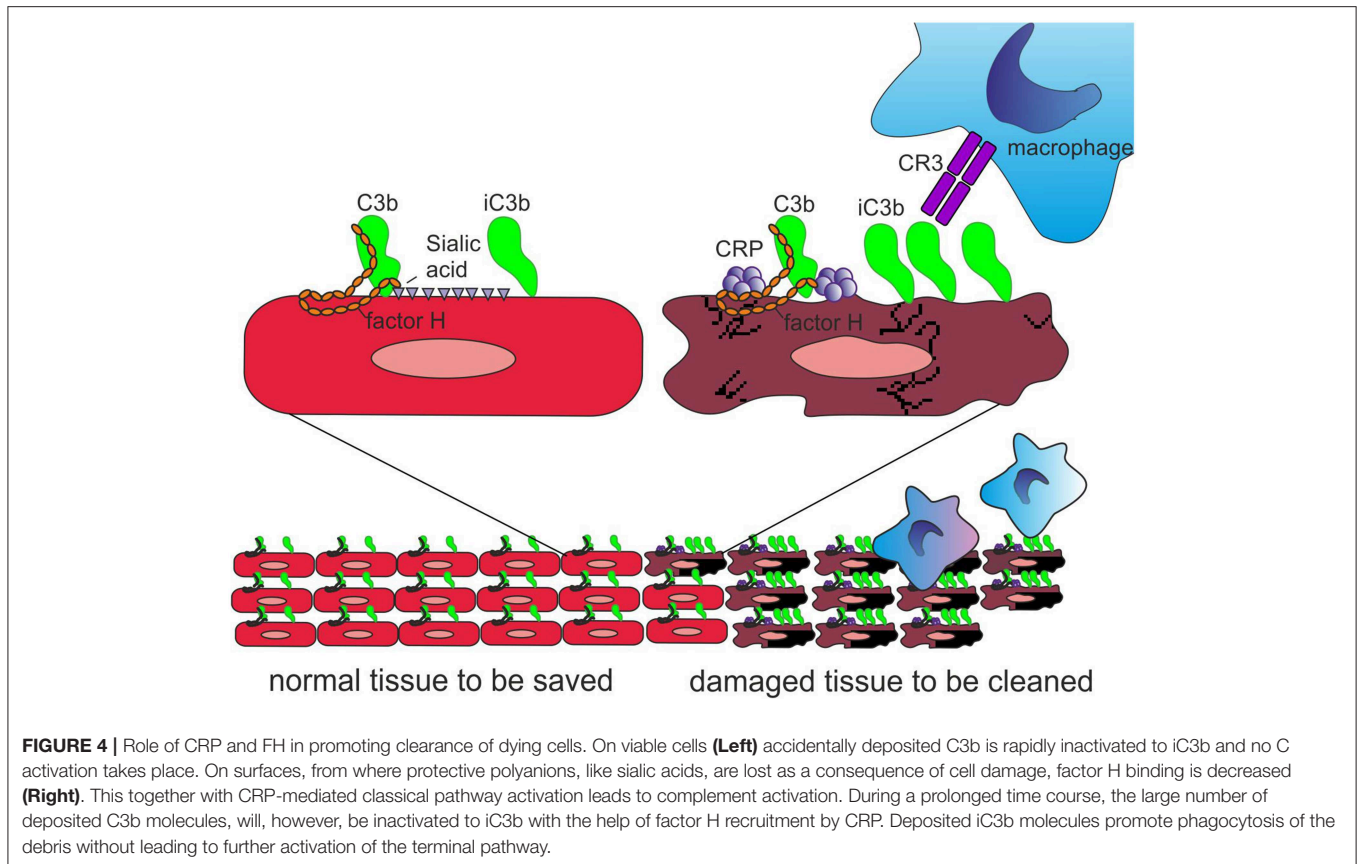 macrophage
CR3
C3b
iC3b
C3b
iC3b
Sialic
acid
CRP
factor H
factor H
normal tissue to be saved
damaged tissue to be cleaned
FIGURE 4 | Role of CRP and FH in promoting clearance of dying cells. On viable cells (Left) accidentally deposited C3b is rapidly inactivated to iC3b and no C
activation takes place. On surfaces, from where protective polyanions, like sialic acids, are lost as a consequence of cell damage, factor H binding is decreased
(Right). This together with CRP-mediated classical pathway activation leads to complement activation. During a prolonged time course, the large number of
deposited C3b molecules, will, however, be inactivated to iC3b with the help of factor H recruitment by CRP. Deposited iC3b molecules promote phagocytosis of the
debris without leading to further activation of the terminal pathway.